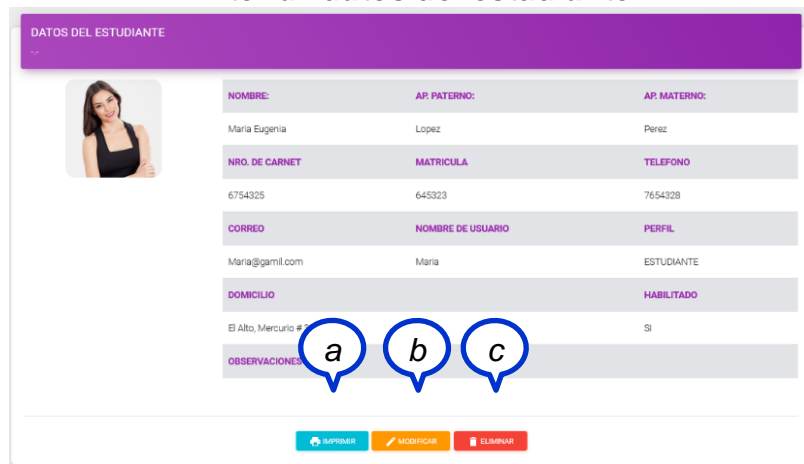 DATOS DEL ESTUDIANTE
-.-
NOMBRE: AP. PATERNO: AP. MATERNO:
Maria Eugenia Lopez Perez
NRO. DE CARNET MATRICULA TELEFONO
6754325 645323 7654328
CORREO NOMBRE DE USUARIO PERFIL
Maria@gamil.com Maria ESTUDIANTE
DOMICILIO HABILITADO
El Alto, Mercurio # SI
OBSERVACIONES
a b c
IMPRIMIR MODIFICAR ELIMINAR